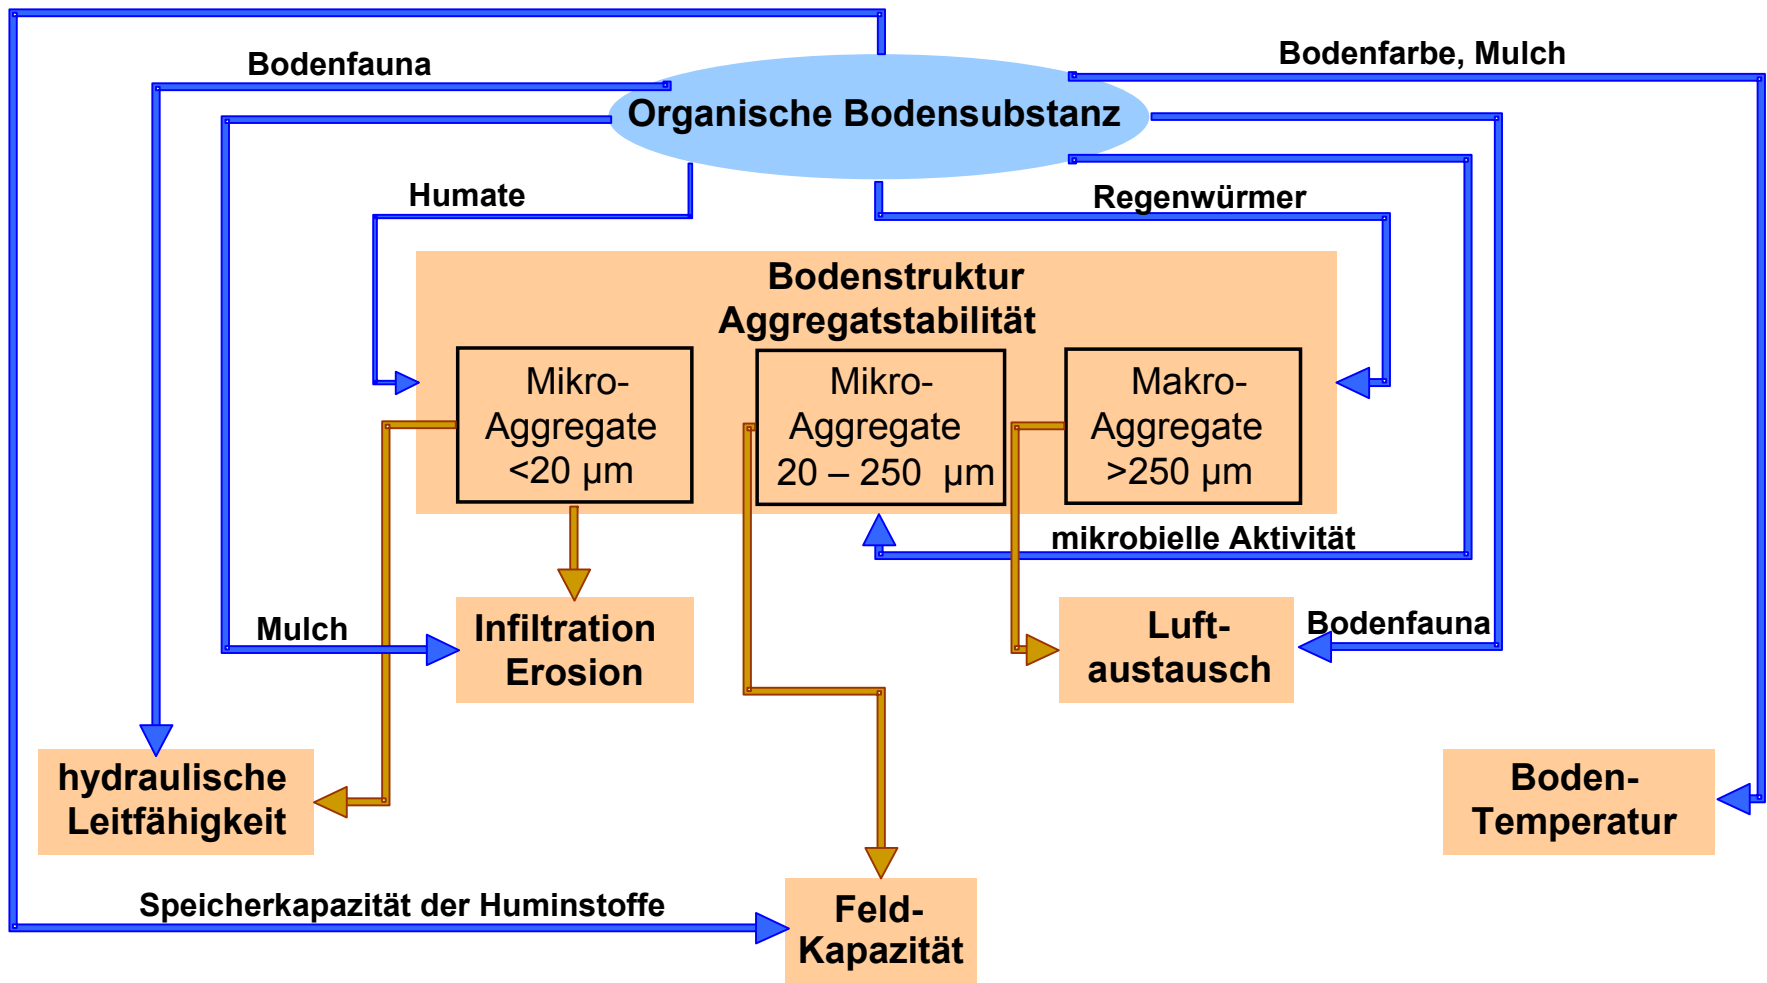 Bodenfauna
Bodenfarbe, Mulch
Organische Bodensubstanz
Humate
Regenwürmer
Bodenstruktur
Aggregatstabilität
Mikro-
Aggregate
<20 µm
Mikro-
Aggregate
20 – 250 µm
Makro-
Aggregate
>250 µm
mikrobielle Aktivität
Mulch
Infiltration
Erosion
Luft-
austausch
Bodenfauna
hydraulische
Leitfähigkeit
Boden-
Temperatur
Speicherkapazität der Huminstoffe
Feld-
Kapazität